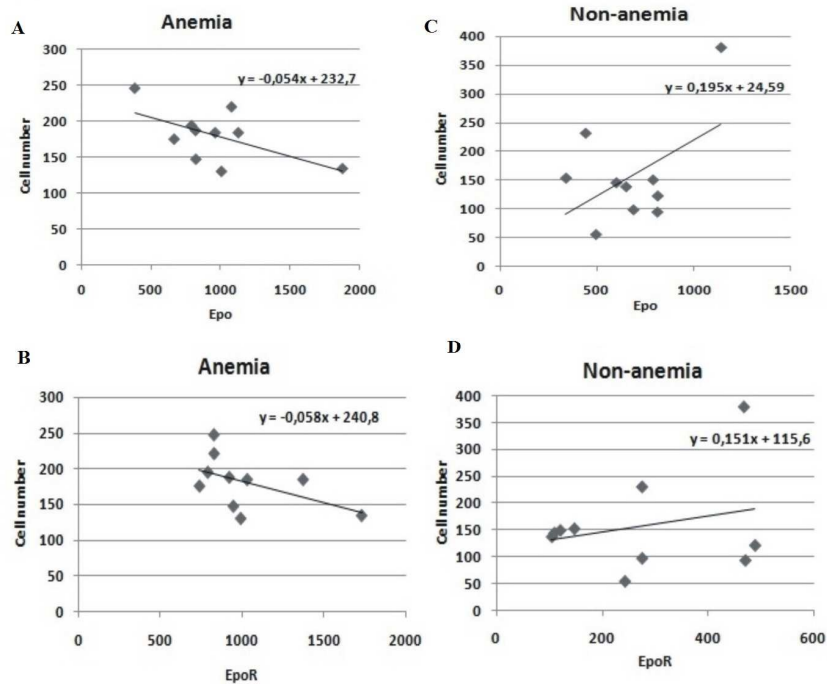 A
Anemia
300
250
200
150
100
50
0
y = -0,054x + 232,7
Cell number
0 500 1000 1500 2000
Epo
C
Non-anemia
400
350
300
250
200
150
100
50
0
y = 0,195x + 24,59
Cell number
0 500 1000 1500
Epo
B
Anemia
300
250
200
150
100
50
0
y = -0,058x + 240,8
Cell number
0 500 1000 1500 2000
EpoR
D
Non-anemia
400
350
300
250
200
150
100
50
0
y = 0,151x + 115,6
Cell number
0 200 400 600
EpoR